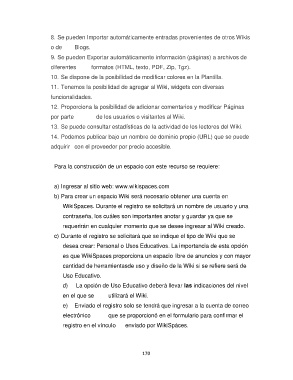 8. Se pueden Importar automáticamente entradas provenientes de otros Wikis
o de Blogs.
9. Se pueden Exportar automáticamente información (páginas) a archivos de
diferentes formatos (HTML, texto, PDF, Zip, Tgz).
10. Se dispone de la posibilidad de modificar colores en la Plantilla.
11. Tenemos la posibilidad de agregar al Wiki, widgets con diversas
funcionalidades.
12. Proporciona la posibilidad de adicionar comentarios y modificar Páginas
por parte de los usuarios o visitantes al Wiki.
13. Se puede consultar estadísticas de la actividad de los lectores del Wiki.
14. Podemos publicar bajo un nombre de dominio propio (URL) que se puede
adquirir con el proveedor por precio accesible.
Para la construcción de un espacio con este recurso se requiere:
a) Ingresar al sitio web: www.wikispaces.com
b) Para crear un espacio Wiki será necesario obtener una cuenta en
WikiSpaces. Durante el registro se solicitará un nombre de usuario y una
contraseña, los cuáles son importantes anotar y guardar ya que se
requerirán en cualquier momento que se desee ingresar al Wiki creado.
c) Durante el registro se solicitará que se indique el tipo de Wiki que se
desea crear: Personal o Usos Educativos. La importancia de esta opción
es que WikiSpaces proporciona un espacio libre de anuncios y con mayor
cantidad de herramientasde uso y diseño de la Wiki si se refiere será de
Uso Educativo.
d) La opción de Uso Educativo deberá llevar las indicaciones del nivel
en el que se utilizará el Wiki.
e) Enviado el registro solo se tendrá que ingresar a la cuenta de correo
electrónico que se proporcionó en el formulario para confirmar el
registro en el vínculo enviado por WikiSpaces.
170